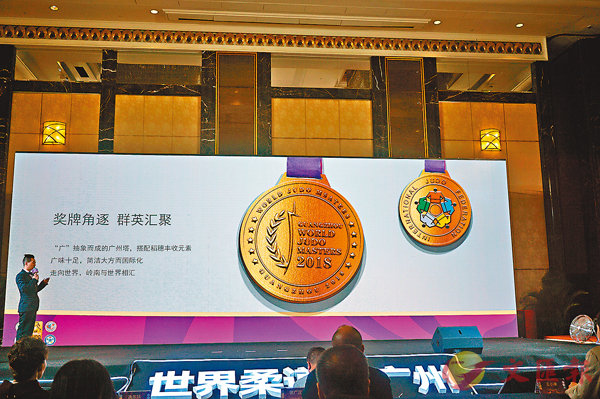 奖牌角逐 群英汇聚
“广”抽象而成的广州塔，搭配稻穗丰收元素
广味十足，简洁大方而国际化
走向世界，岭南与世界相汇
WORLD JUDO MASTERS
GUANGZHOU
WORLD
JUDO
MASTERS
2018
GUANGZHOU 2018
INTERNATIONAL JUDO FEDERATION
世界柔道 广州